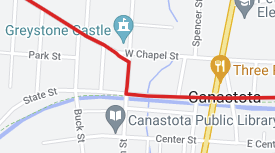 Greystone Castle
W Chapel St
Park St
Spencer St
Three
State St
Canastota
Buck St
Canastota Public Library
Center St
E Center